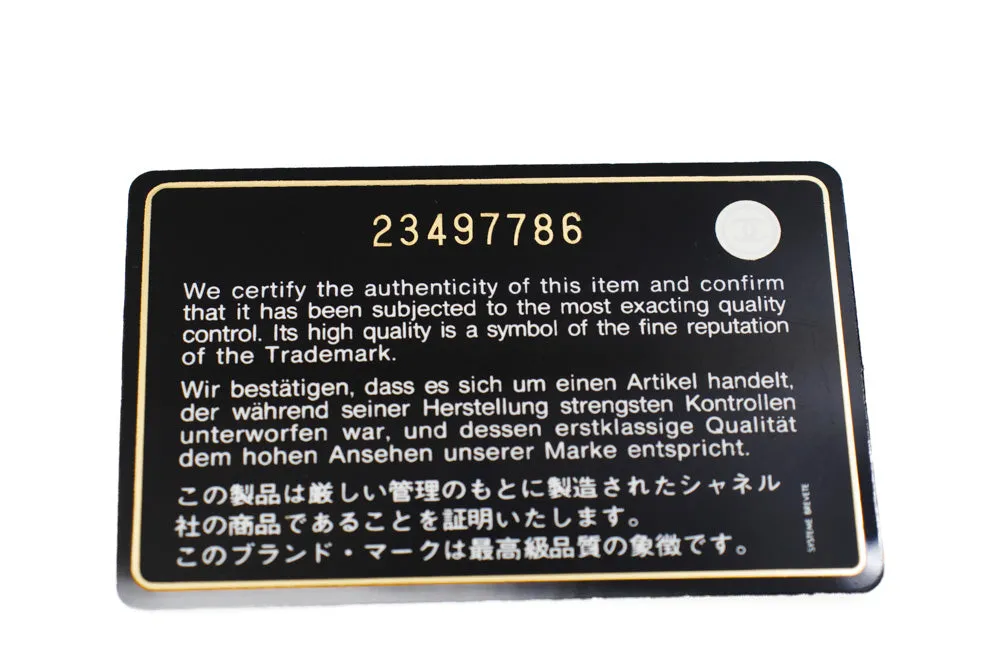 23497786
We certify the authenticity of this item and confirm
that it has been subjected to the most exacting quality
control. Its high quality is a symbol of the fine reputation
of the Trademark.
Wir bestätigen, dass es sich um einen Artikel handelt,
der während seiner Herstellung strengsten Kontrollen
unterworfen war, und dessen erstklassige Qualität
dem hohen Ansehen unserer Marke entspricht.
この製品は厳しい管理のもとに製造されたシャネル
社の商品であることを証明いたします。
このブランド・マークは最高級品質の象徴です。
SYSTEME BREVETE